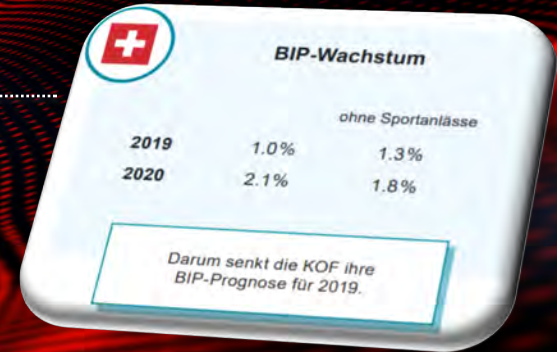 BIP-Wachstum
ohne Sportanlässe
2019 1.0% 1.3%
2020 2.1% 1.8%
Darum senkt die KOF ihre
BIP-Prognose für 2019.